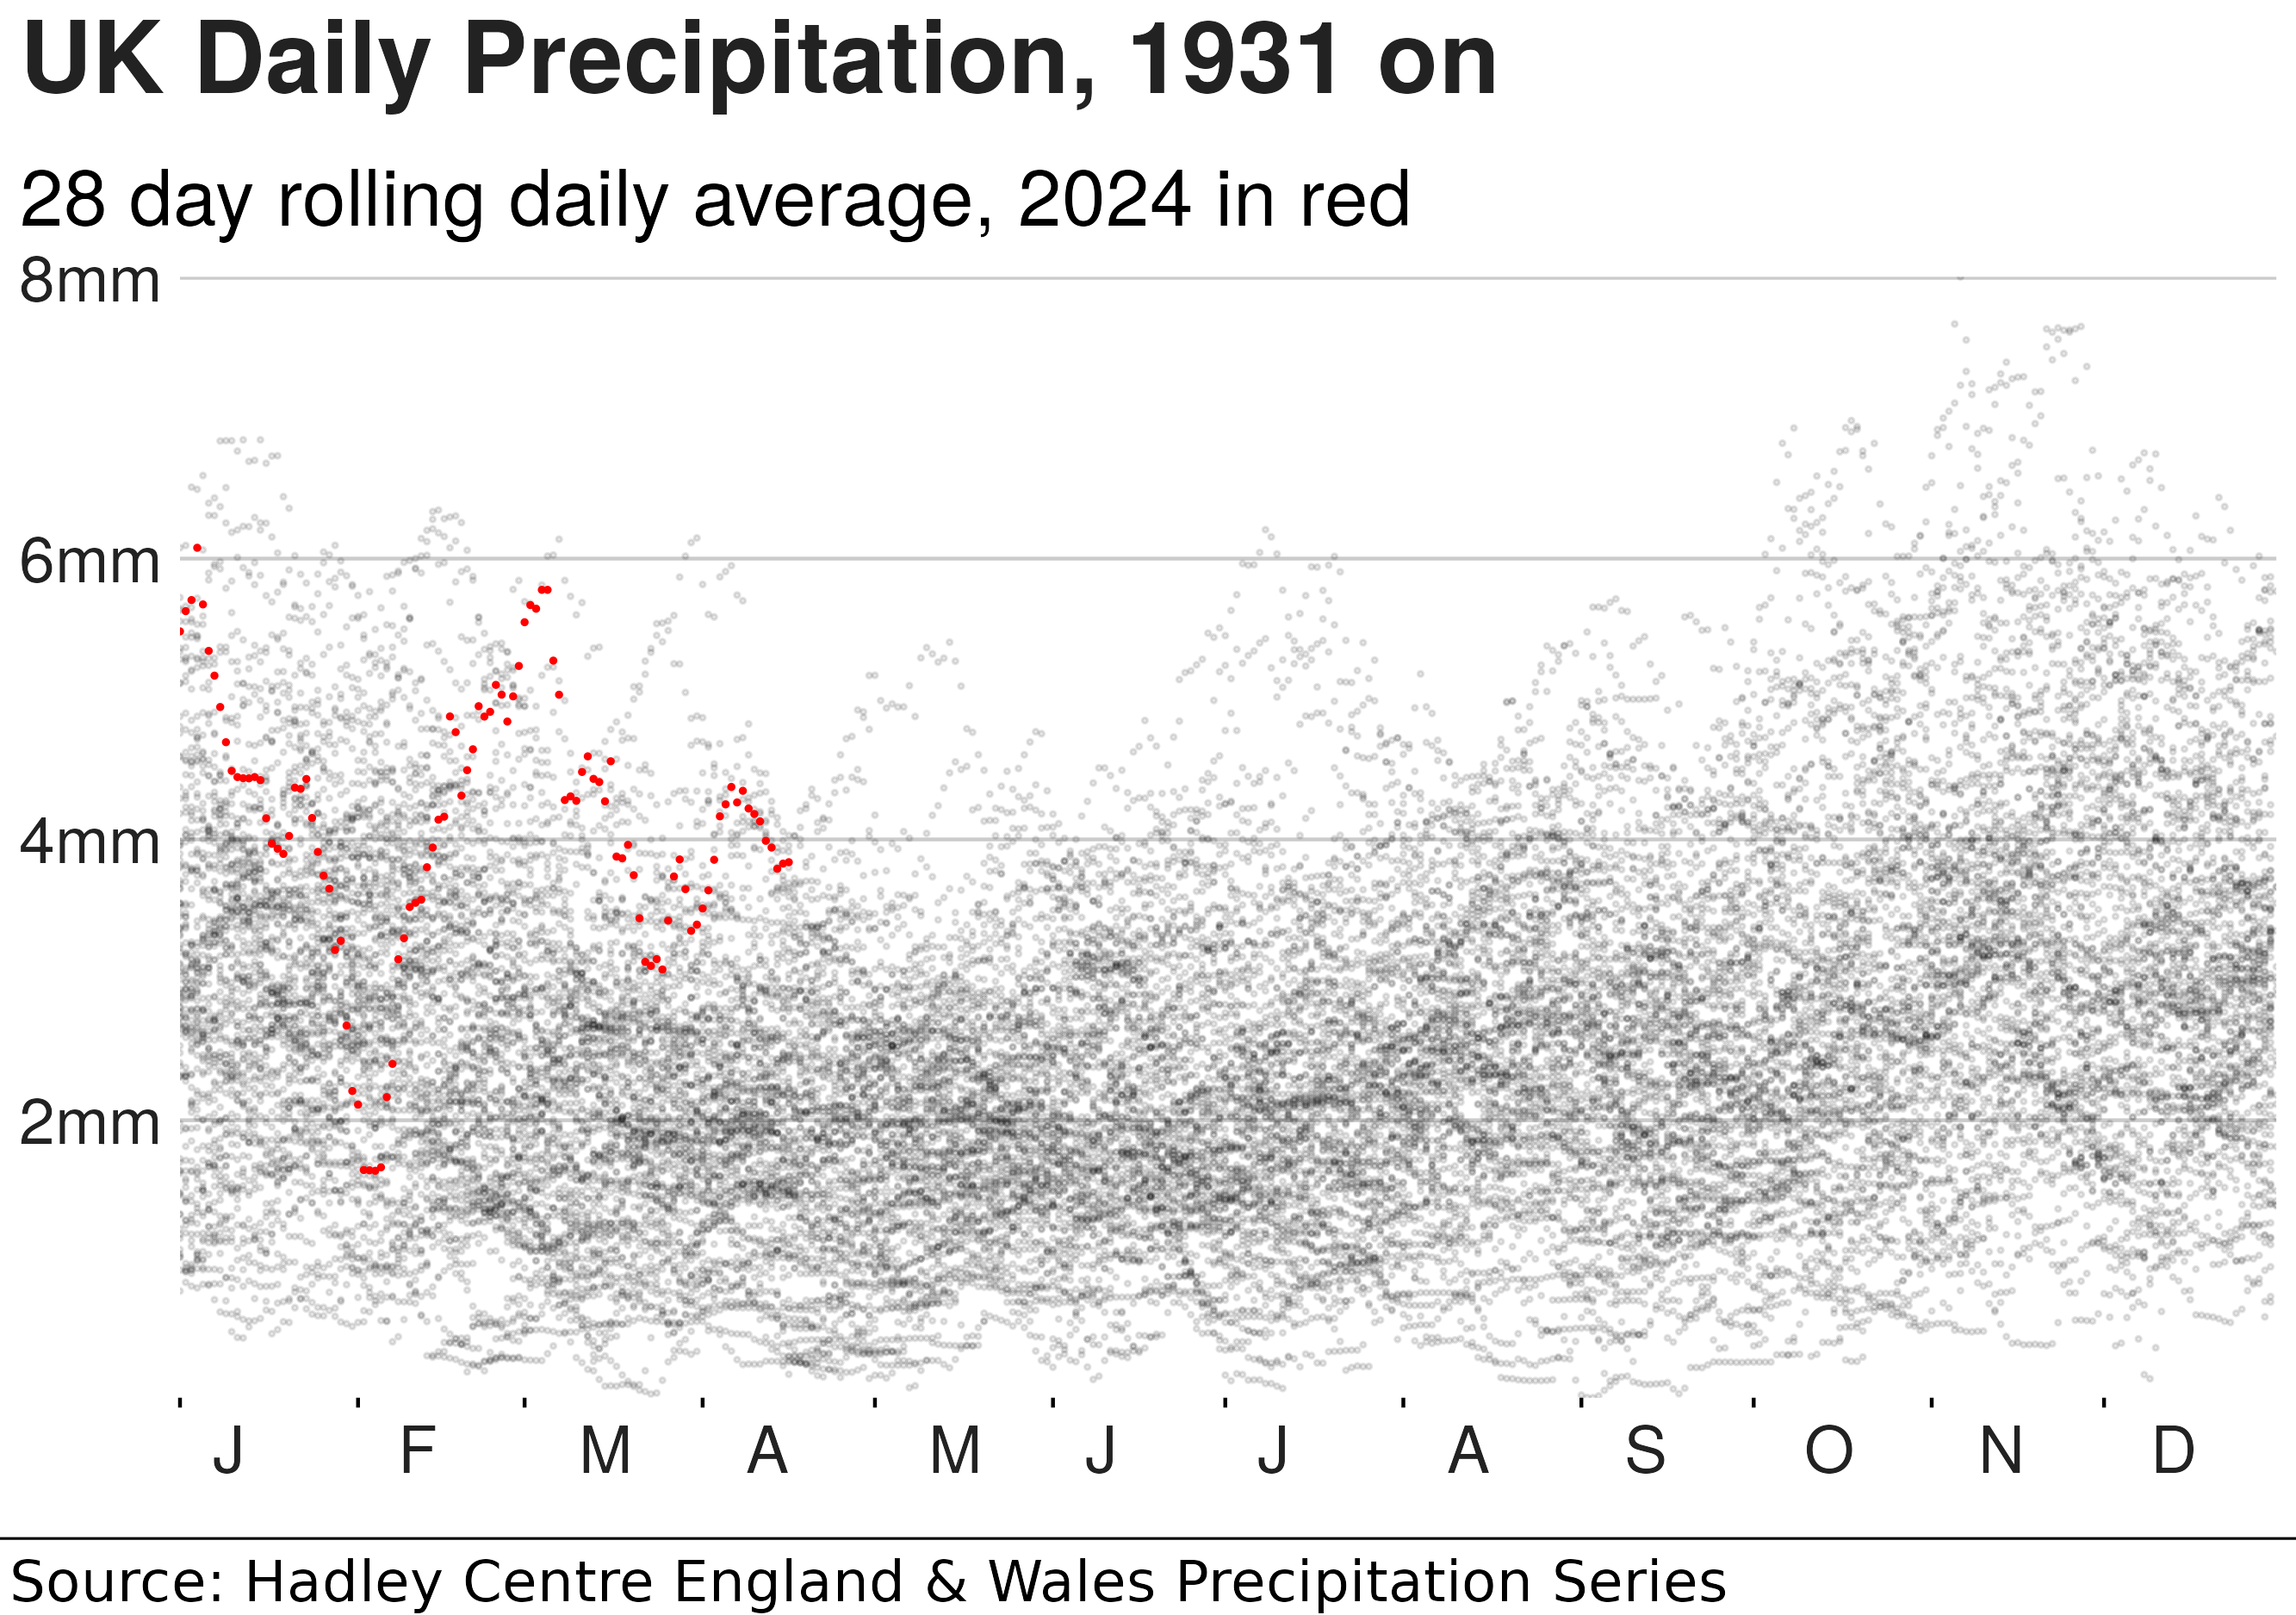 UK Daily Precipitation, 1931 on
28 day rolling daily average, 2024 in red
8mm
6mm
4mm
2mm
J F M A M J J A S O N D
Source: Hadley Centre England & Wales Precipitation Series